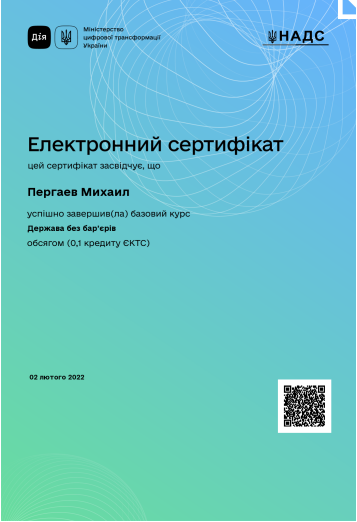 Дія
Міністерство
цифрової трансформації
України
НАДС
Електронний сертифікат
цей сертифікат засвідчує, що
Пергаев Михаил
успішно завершив(ла) базовий курс
Держава без бар'єрів
обсягом (0,1 кредиту ЄКТС)
02 лютого 2022